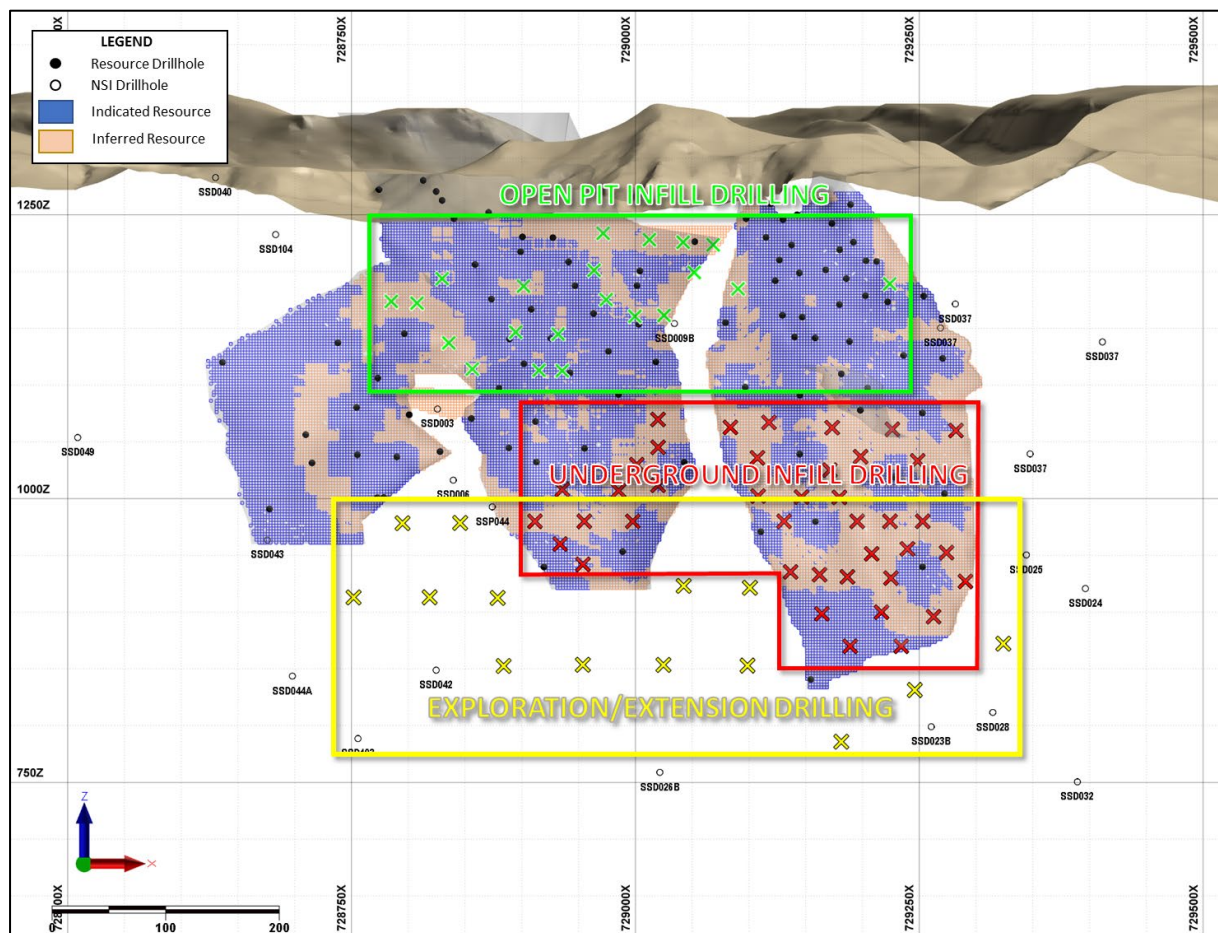 728750X
729000X
729250X
729500X
LEGEND
Resource Drillhole
NSI Drillhole
Indicated Resource
Inferred Resource
SSD040
OPEN PIT INFILL DRILLING
1250Z
SSD104
SSD037
SSD009B
SSD037
SSD037
SSD003
SSD049
SSD037
UNDERGROUND INFILL DRILLING
SSD006
1000Z
SSP044
SSD043
SSD025
SSD024
SSD044A
SSD042
EXPLORATION/EXTENSION DRILLING
SSD028
SSD023B
750Z
SSD026B
SSD032
Z
X
728750X
729000X
729250X
729500X
0
100
200